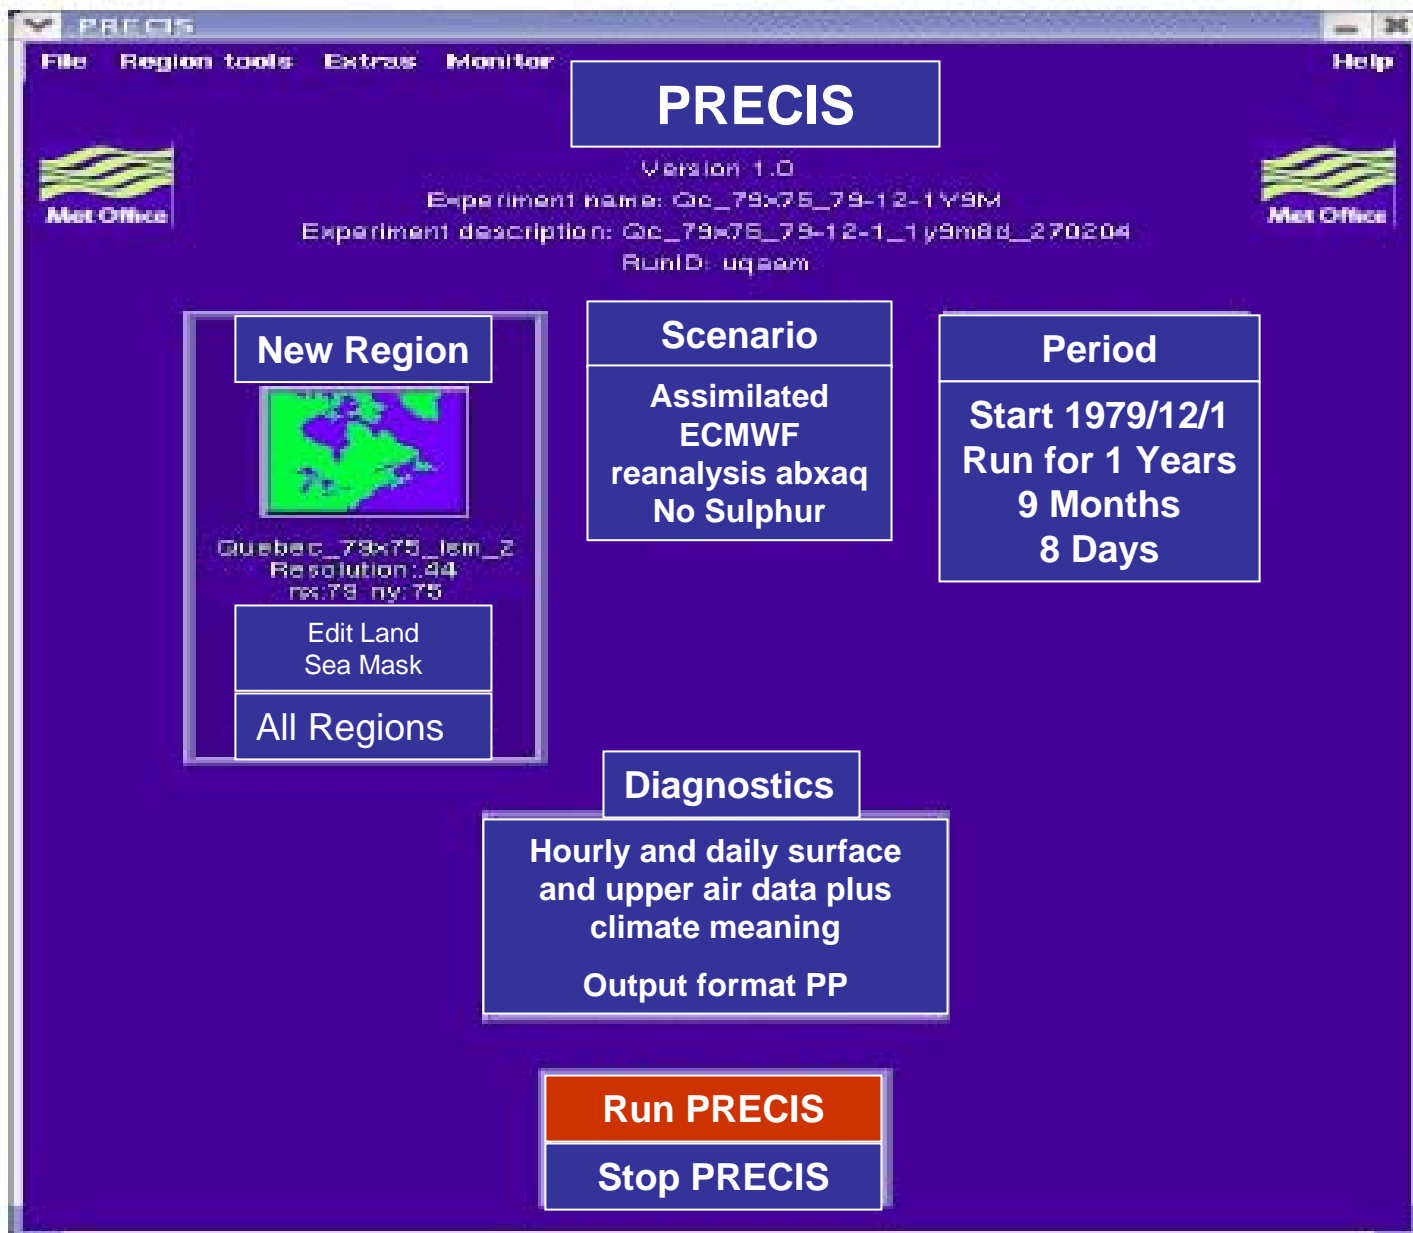 PRECIS
File Region tools Extras Monitor Help
PRECIS
Version 1.0
Met Office
Met Office
Experiment name: Qc_79x75_79-12-1Y9M
Experiment description: Qc_79x75_79-12-1_1y9m8d_270204
RunID: uqaam
New Region
Quebec_79x75_lsm_2
Resolution:.44
nx:79 ny:75
Edit Land
Sea Mask
All Regions
Scenario
Assimilated
ECMWF
reanalysis abxaq
No Sulphur
Period
Start 1979/12/1
Run for 1 Years
9 Months
8 Days
Diagnostics
Hourly and daily surface
and upper air data plus
climate meaning
Output format PP
Run PRECIS
Stop PRECIS